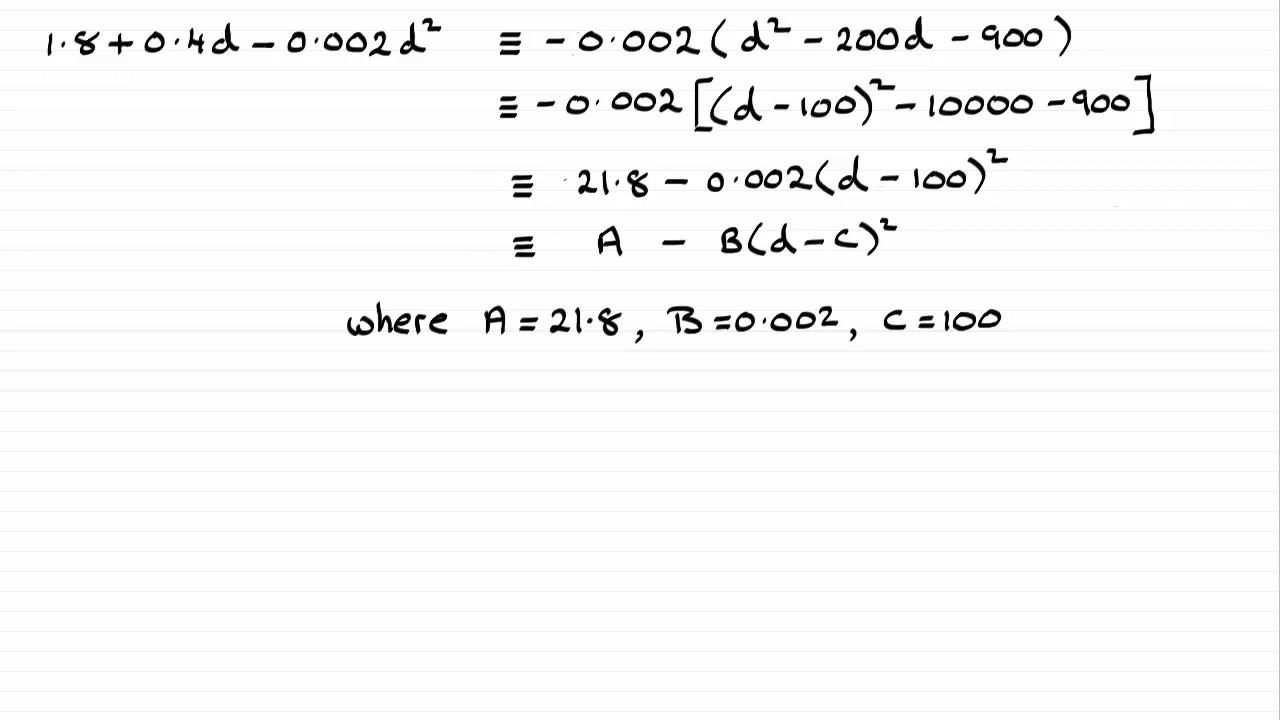 1.8 + 0.4d − 0.002d² ≡ −0.002(d² − 200d − 900)
≡ −0.002[(d − 100)² − 10000 − 900]
≡ 21.8 − 0.002(d − 100)²
≡ A − B(d − C)²
where A = 21.8, B = 0.002, C = 100